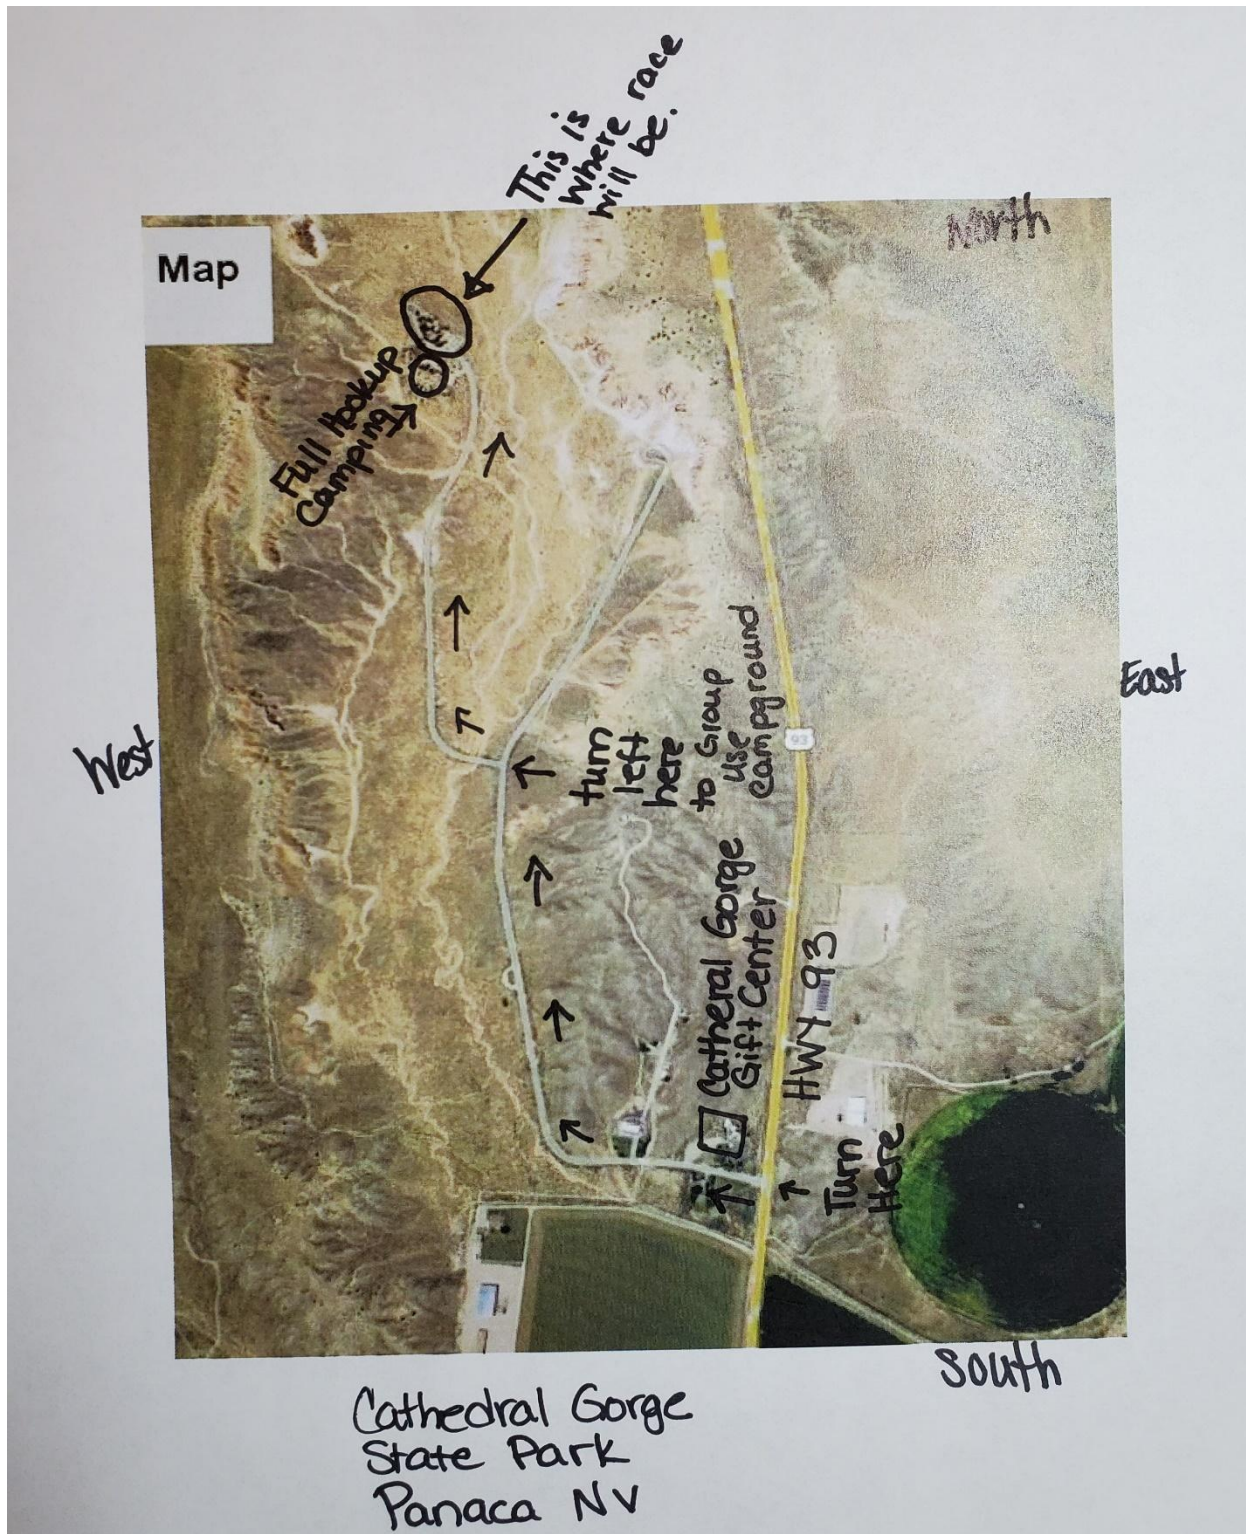 This is
where race
will be.
North
Map
Full Hookup
Camping
East
West
turn
left
here
to Group
Use
campground
93
Catheral Gorge
Gift Center
HWY 93
Turn
Here
South
Cathedral Gorge
State Park
Panaca NV